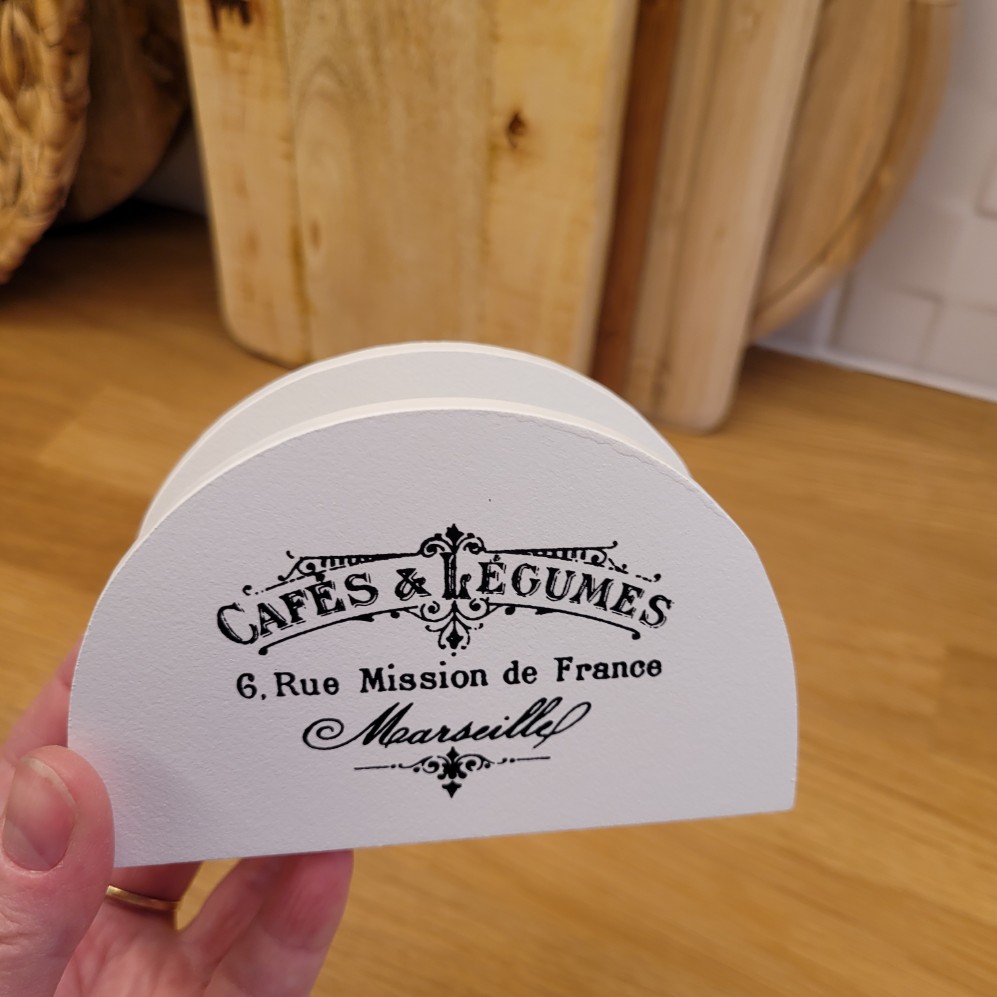 CAFÉS & LÉGUMES
6, Rue Mission de France
Marseille